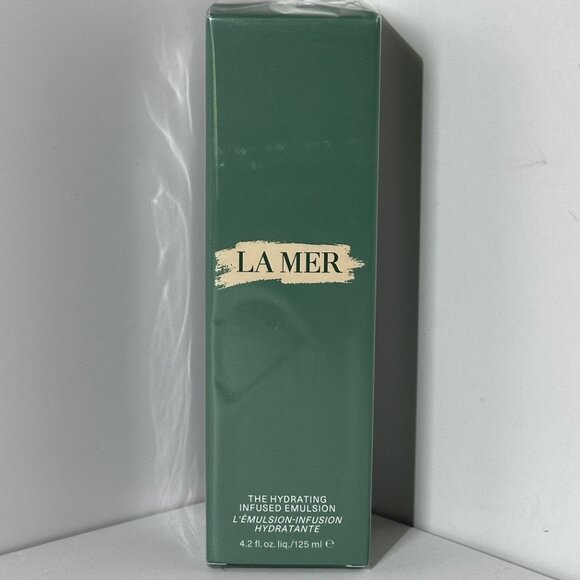 LA MER
THE HYDRATING
INFUSED EMULSION
L'ÉMULSION-INFUSION
HYDRATANTE
4.2 fl. oz. liq./125 ml ℮